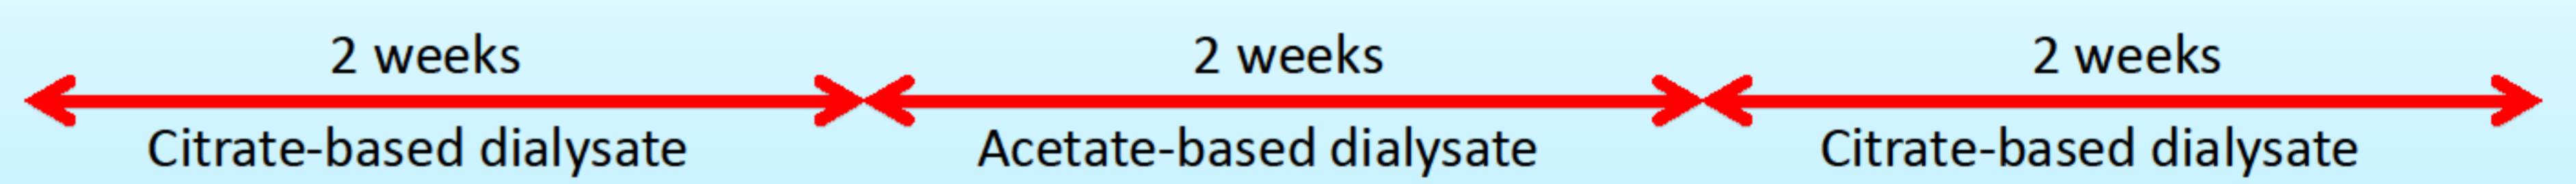 2 weeks 2 weeks 2 weeks
Citrate-based dialysate Acetate-based dialysate Citrate-based dialysate